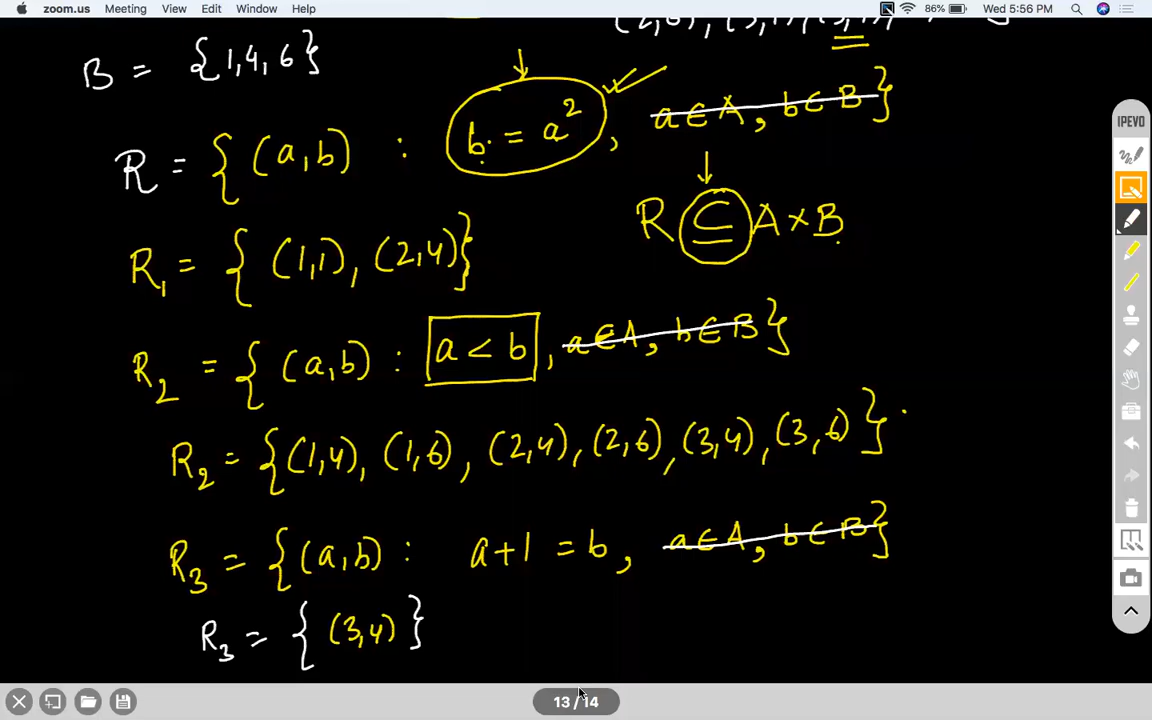 zoom.us Meeting View Edit Window Help 86% Wed 5:56 PM
B = {1,4,6}
R = {(a,b) : b = a², a∈A, b∈B}
R ⊆ A×B
R₁ = {(1,1), (2,4)}
R₂ = {(a,b) : a < b, a∈A, b∈B}
R₂ = {(1,4), (1,6), (2,4), (2,6), (3,4), (3,6)}
R₃ = {(a,b) : a+1 = b, a∈A, b∈B}
R₃ = {(3,4)}
IPEVO
13 / 14